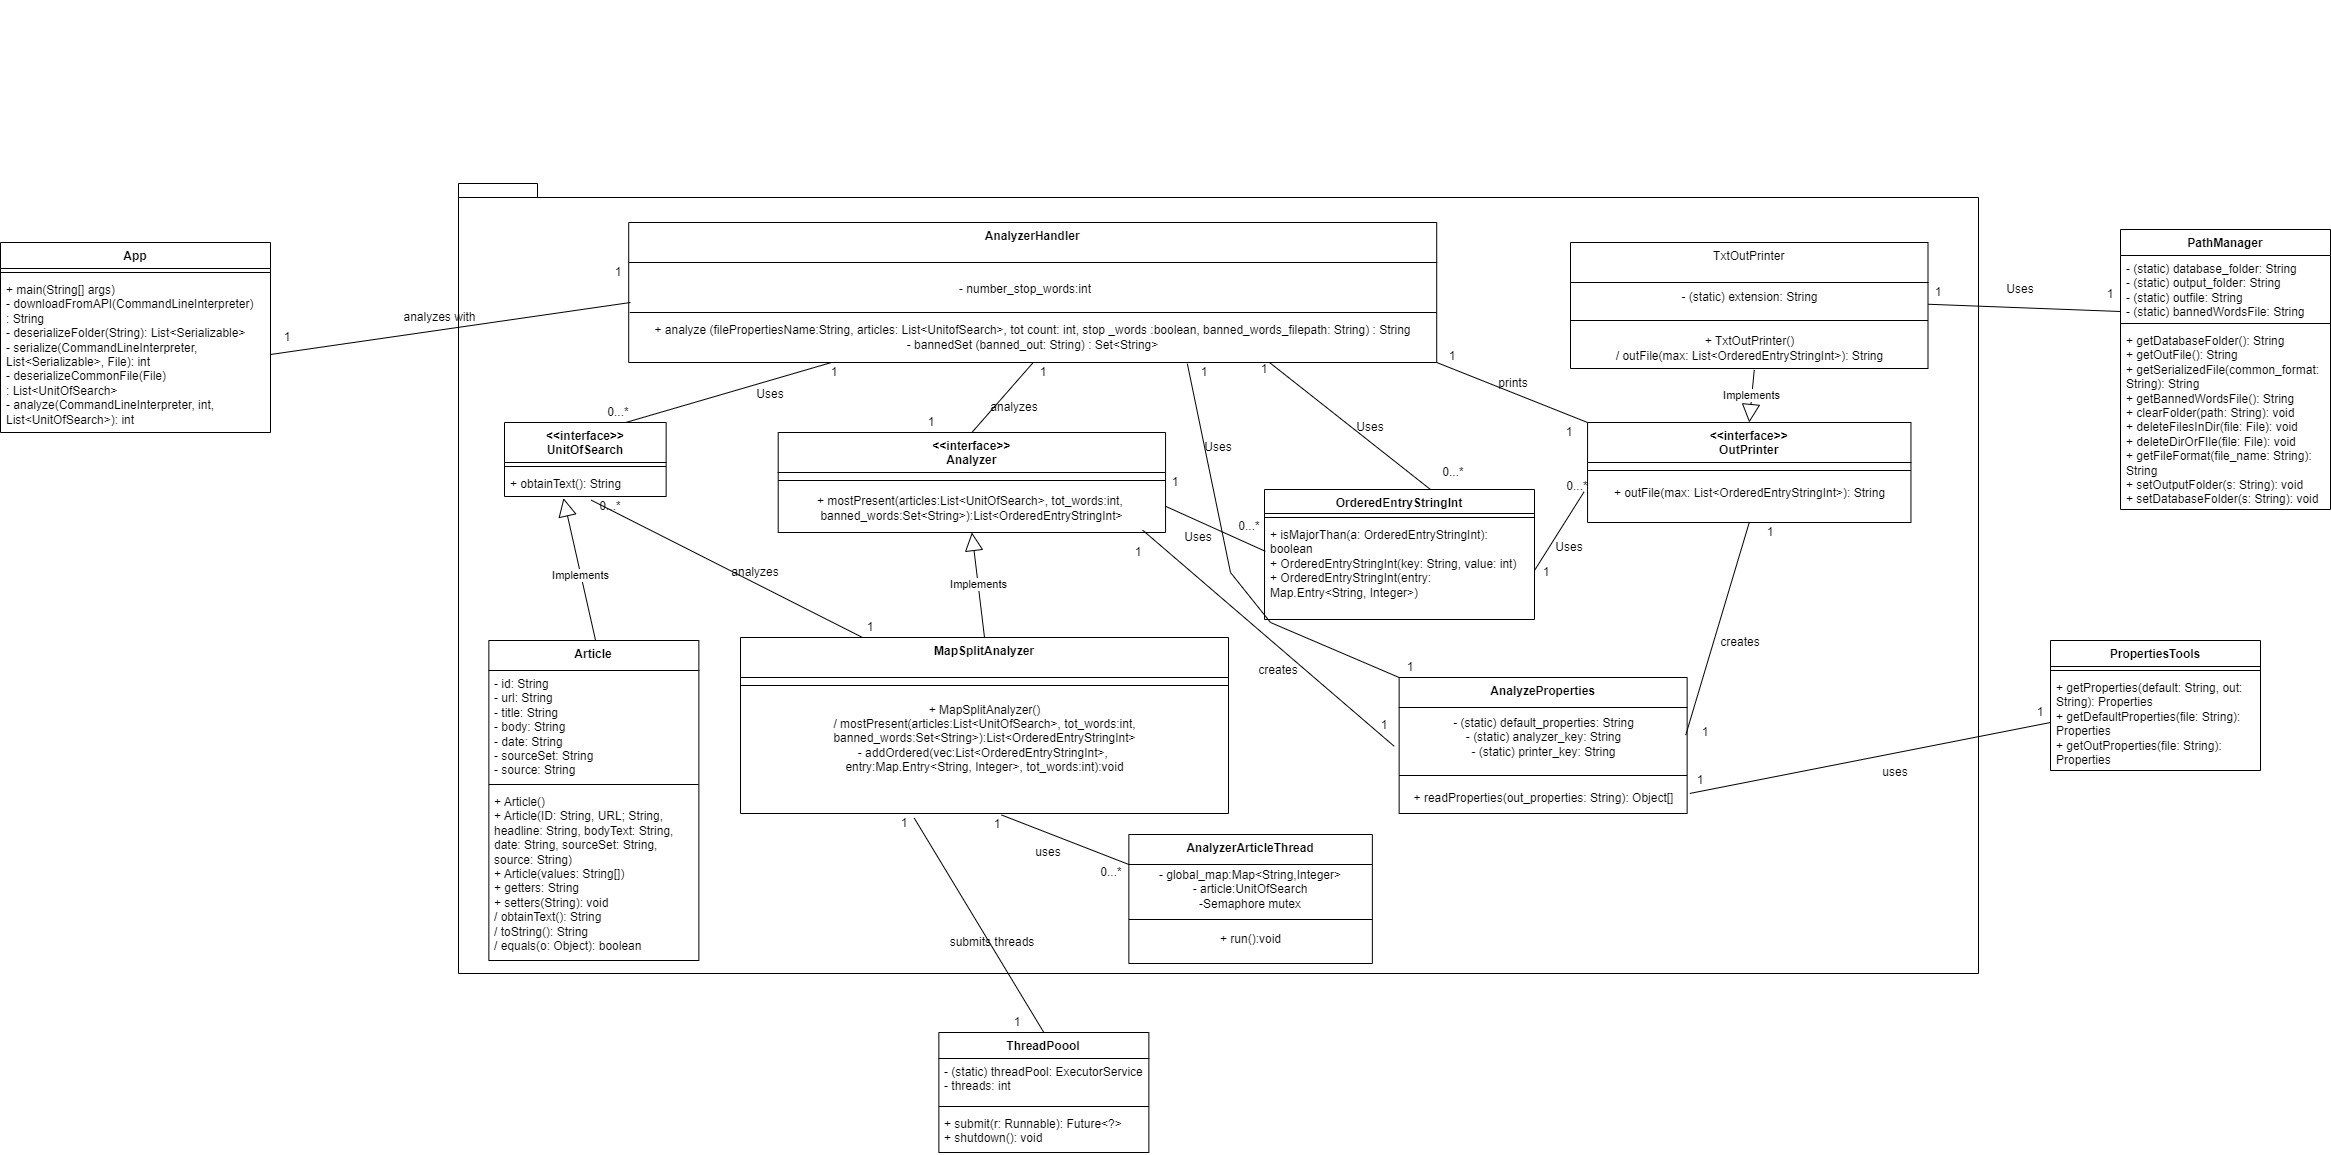 App
+ main(String[] args)
- downloadFromAPI(CommandLineInterpreter)
: String
- deserializeFolder(String): List<Serializable>
- serialize(CommandLineInterpreter,
List<Serializable>, File): int
- deserializeCommonFile(File)
: List<UnitOfSearch>
- analyze(CommandLineInterpreter, int,
List<UnitOfSearch>): int
1
analyzes with
1
AnalyzerHandler
- number_stop_words:int
+ analyze (filePropertiesName:String, articles: List<UnitofSearch>, tot count: int, stop _words :boolean, banned_words_filepath: String) : String
- bannedSet (banned_out: String) : Set<String>
TxtOutPrinter
- (static) extension: String
+ TxtOutPrinter()
/ outFile(max: List<OrderedEntryStringInt>): String
1
Uses
1
PathManager
- (static) database_folder: String
- (static) output_folder: String
- (static) outfile: String
- (static) bannedWordsFile: String
+ getDatabaseFolder(): String
+ getOutFile(): String
+ getSerializedFile(common_format:
String): String
+ getBannedWordsFile(): String
+ clearFolder(path: String): void
+ deleteFilesInDir(file: File): void
+ deleteDirOrFIle(file: File): void
+ getFileFormat(file_name: String):
String
+ setOutputFolder(s: String): void
+ setDatabaseFolder(s: String): void
1
Uses
0...*
1
analyzes
1
1
Uses
1
1
Uses
0...*
1
prints
1
Implements
<<interface>>
UnitOfSearch
+ obtainText(): String
0...*
<<interface>>
Analyzer
+ mostPresent(articles:List<UnitOfSearch>, tot_words:int,
banned_words:Set<String>):List<OrderedEntryStringInt>
1
Uses
0...*
OrderedEntryStringInt
+ isMajorThan(a: OrderedEntryStringInt):
boolean
+ OrderedEntryStringInt(key: String, value: int)
+ OrderedEntryStringInt(entry:
Map.Entry<String, Integer>)
0...*
Uses
1
<<interface>>
OutPrinter
+ outFile(max: List<OrderedEntryStringInt>): String
1
creates
1
Implements
analyzes
1
Implements
1
creates
1
Article
- id: String
- url: String
- title: String
- body: String
- date: String
- sourceSet: String
- source: String
+ Article()
+ Article(ID: String, URL; String,
headline: String, bodyText: String,
date: String, sourceSet: String,
source: String)
+ Article(values: String[])
+ getters: String
+ setters(String): void
/ obtainText(): String
/ toString(): String
/ equals(o: Object): boolean
MapSplitAnalyzer
+ MapSplitAnalyzer()
/ mostPresent(articles:List<UnitOfSearch>, tot_words:int,
banned_words:Set<String>):List<OrderedEntryStringInt>
- addOrdered(vec:List<OrderedEntryStringInt>,
entry:Map.Entry<String, Integer>, tot_words:int):void
AnalyzeProperties
- (static) default_properties: String
- (static) analyzer_key: String
- (static) printer_key: String
+ readProperties(out_properties: String): Object[]
1
uses
1
PropertiesTools
+ getProperties(default: String, out:
String): Properties
+ getDefaultProperties(file: String):
Properties
+ getOutProperties(file: String):
Properties
1
uses
0...*
AnalyzerArticleThread
- global_map:Map<String,Integer>
- article:UnitOfSearch
-Semaphore mutex
+ run():void
1
submits threads
1
ThreadPoool
- (static) threadPool: ExecutorService
- threads: int
+ submit(r: Runnable): Future<?>
+ shutdown(): void